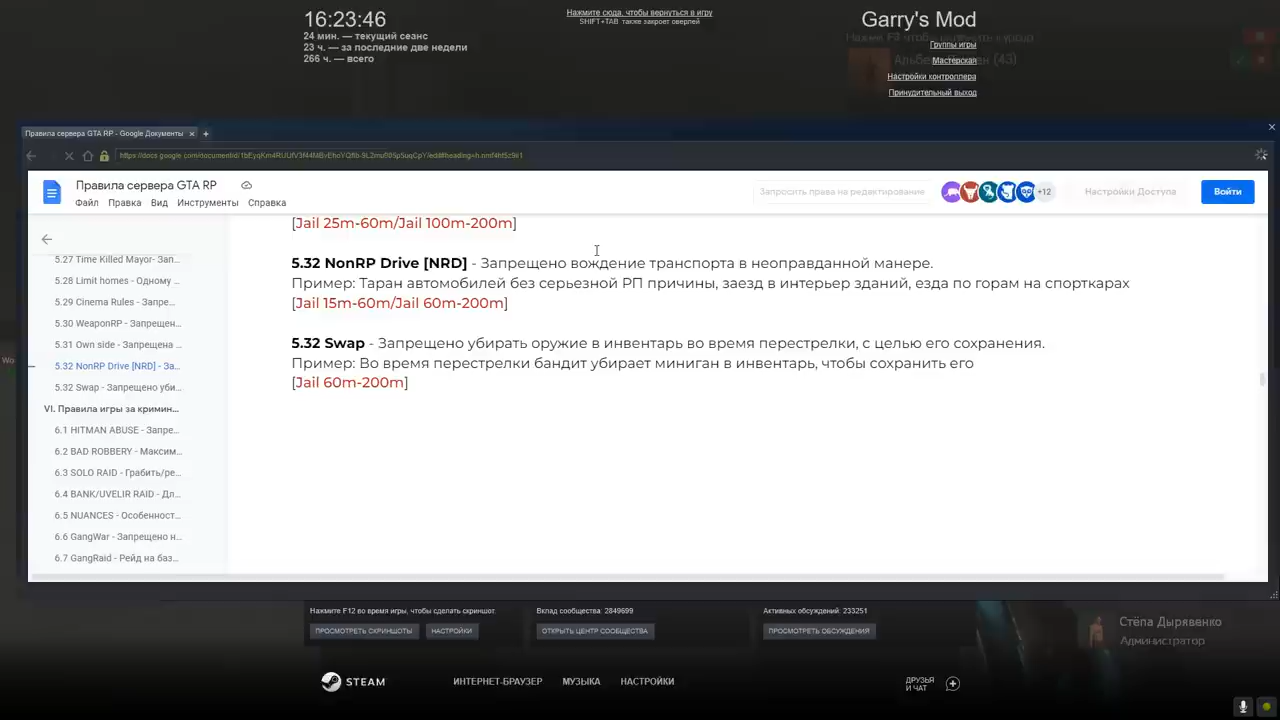 16:23:46
24 мин. — текущий сеанс
23 ч. — за последние две недели
266 ч. — всего
Нажмите сюда, чтобы вернуться в игру
SHIFT+TAB также закроет оверлей
Garry's Mod
Группы игры
Мастерская
Настройки контроллера
Принудительный выход
Правила сервера GTA RP - Google Документы
Правила сервера GTA RP
Файл Правка Вид Инструменты Справка
Запросить права на редактирование
+12
Настройки Доступа
Войти
5.27 Time Killed Mayor- Зап...
5.28 Limit homes - Одному ...
5.29 Cinema Rules - Запре...
5.30 WeaponRP - Запрещен...
5.31 Own side - Запрещена ...
5.32 NonRP Drive [NRD] - За...
5.32 Swap - Запрещено уби...
VI. Правила игры за кримин...
6.1 HITMAN ABUSE - Запре...
6.2 BAD ROBBERY - Максим...
6.3 SOLO RAID - Грабить/ре...
6.4 BANK/UVELIR RAID - Дл...
6.5 NUANCES - Особенност...
6.6 GangWar - Запрещено н...
6.7 GangRaid - Рейд на баз...
[Jail 25m-60m/Jail 100m-200m]
5.32 NonRP Drive [NRD] - Запрещено вождение транспорта в неоправданной манере.
Пример: Таран автомобилей без серьезной РП причины, заезд в интерьер зданий, езда по горам на спорткарах
[Jail 15m-60m/Jail 60m-200m]
5.32 Swap - Запрещено убирать оружие в инвентарь во время перестрелки, с целью его сохранения.
Пример: Во время перестрелки бандит убирает миниган в инвентарь, чтобы сохранить его
[Jail 60m-200m]
Нажмите F12 во время игры, чтобы сделать скриншот.
ПРОСМОТРЕТЬ СКРИНШОТЫ
НАСТРОЙКИ
Вклад сообщества: 2849699
ОТКРЫТЬ ЦЕНТР СООБЩЕСТВА
Активных обсуждений: 233251
ПРОСМОТРЕТЬ ОБСУЖДЕНИЯ
Стёпа Дырявенко
Администратор
STEAM
ИНТЕРНЕТ-БРАУЗЕР
МУЗЫКА
НАСТРОЙКИ
ДРУЗЬЯ
И ЧАТ